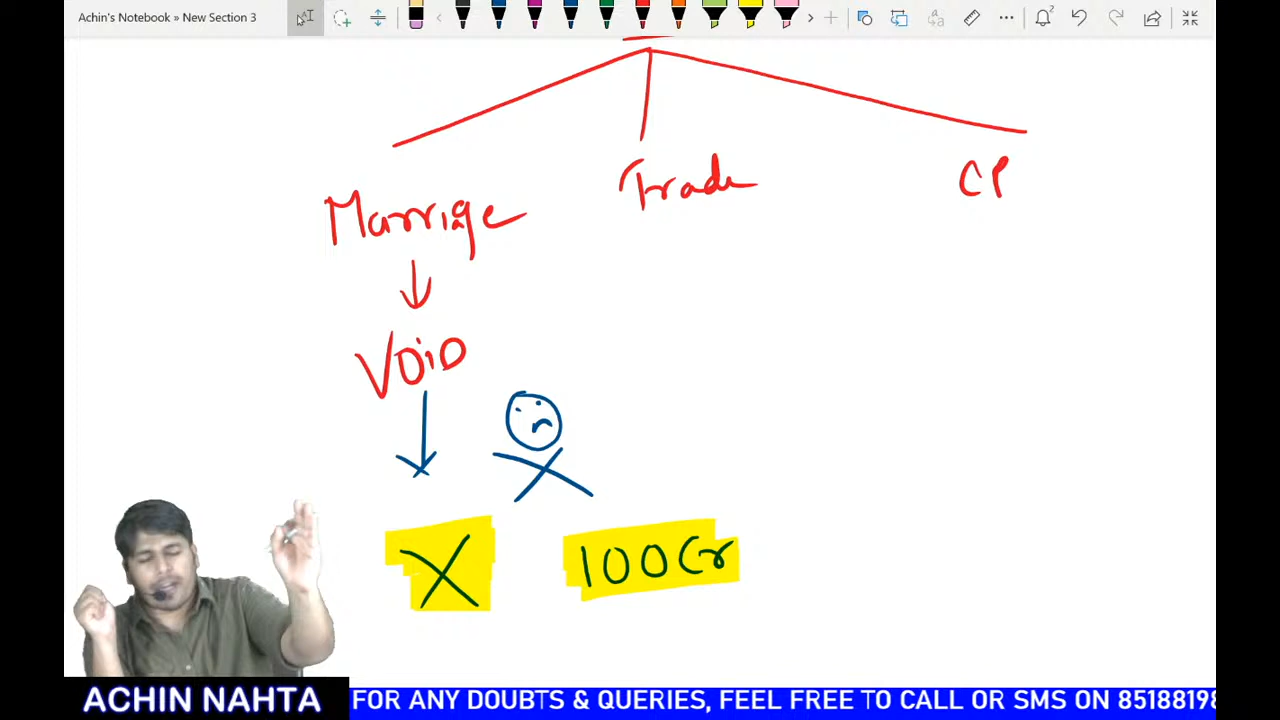 Achin's Notebook » New Section 3
Marrige
Trade
CP
Void
X
100Cr
ACHIN NAHTA
FOR ANY DOUBTS & QUERIES, FEEL FREE TO CALL OR SMS ON 85188198